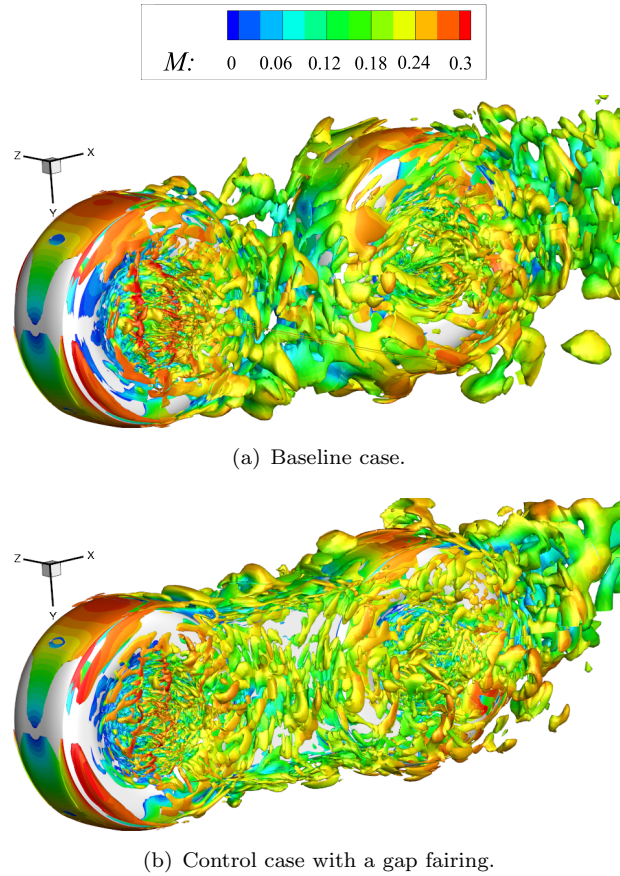 M: 0 0.06 0.12 0.18 0.24 0.3
Z X
Y
(a) Baseline case.
Z X
Y
(b) Control case with a gap fairing.